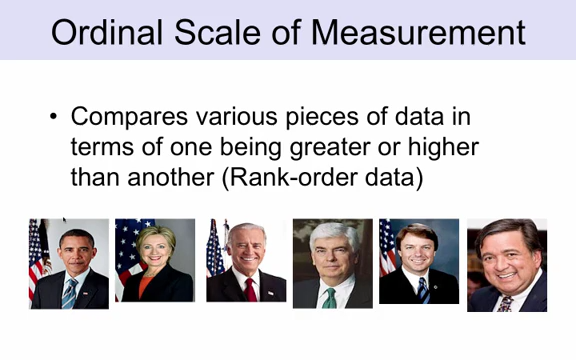 Ordinal Scale of Measurement
• Compares various pieces of data in
terms of one being greater or higher
than another (Rank-order data)